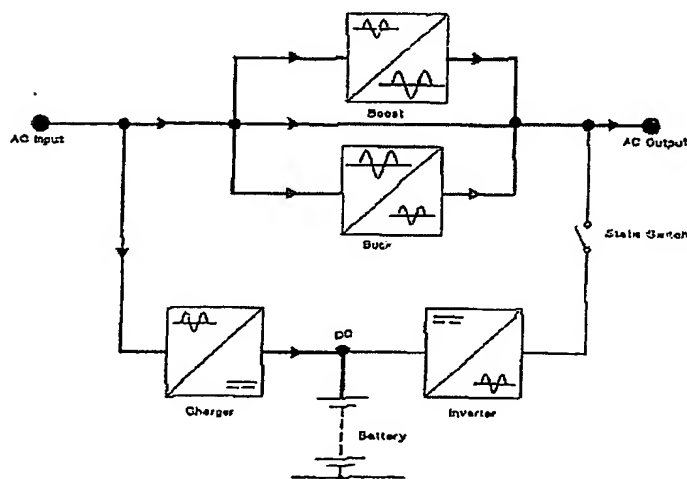 Boost
AC Input
AC Output
Buck
Static Switch
DC
Charger
Inverter
Battery